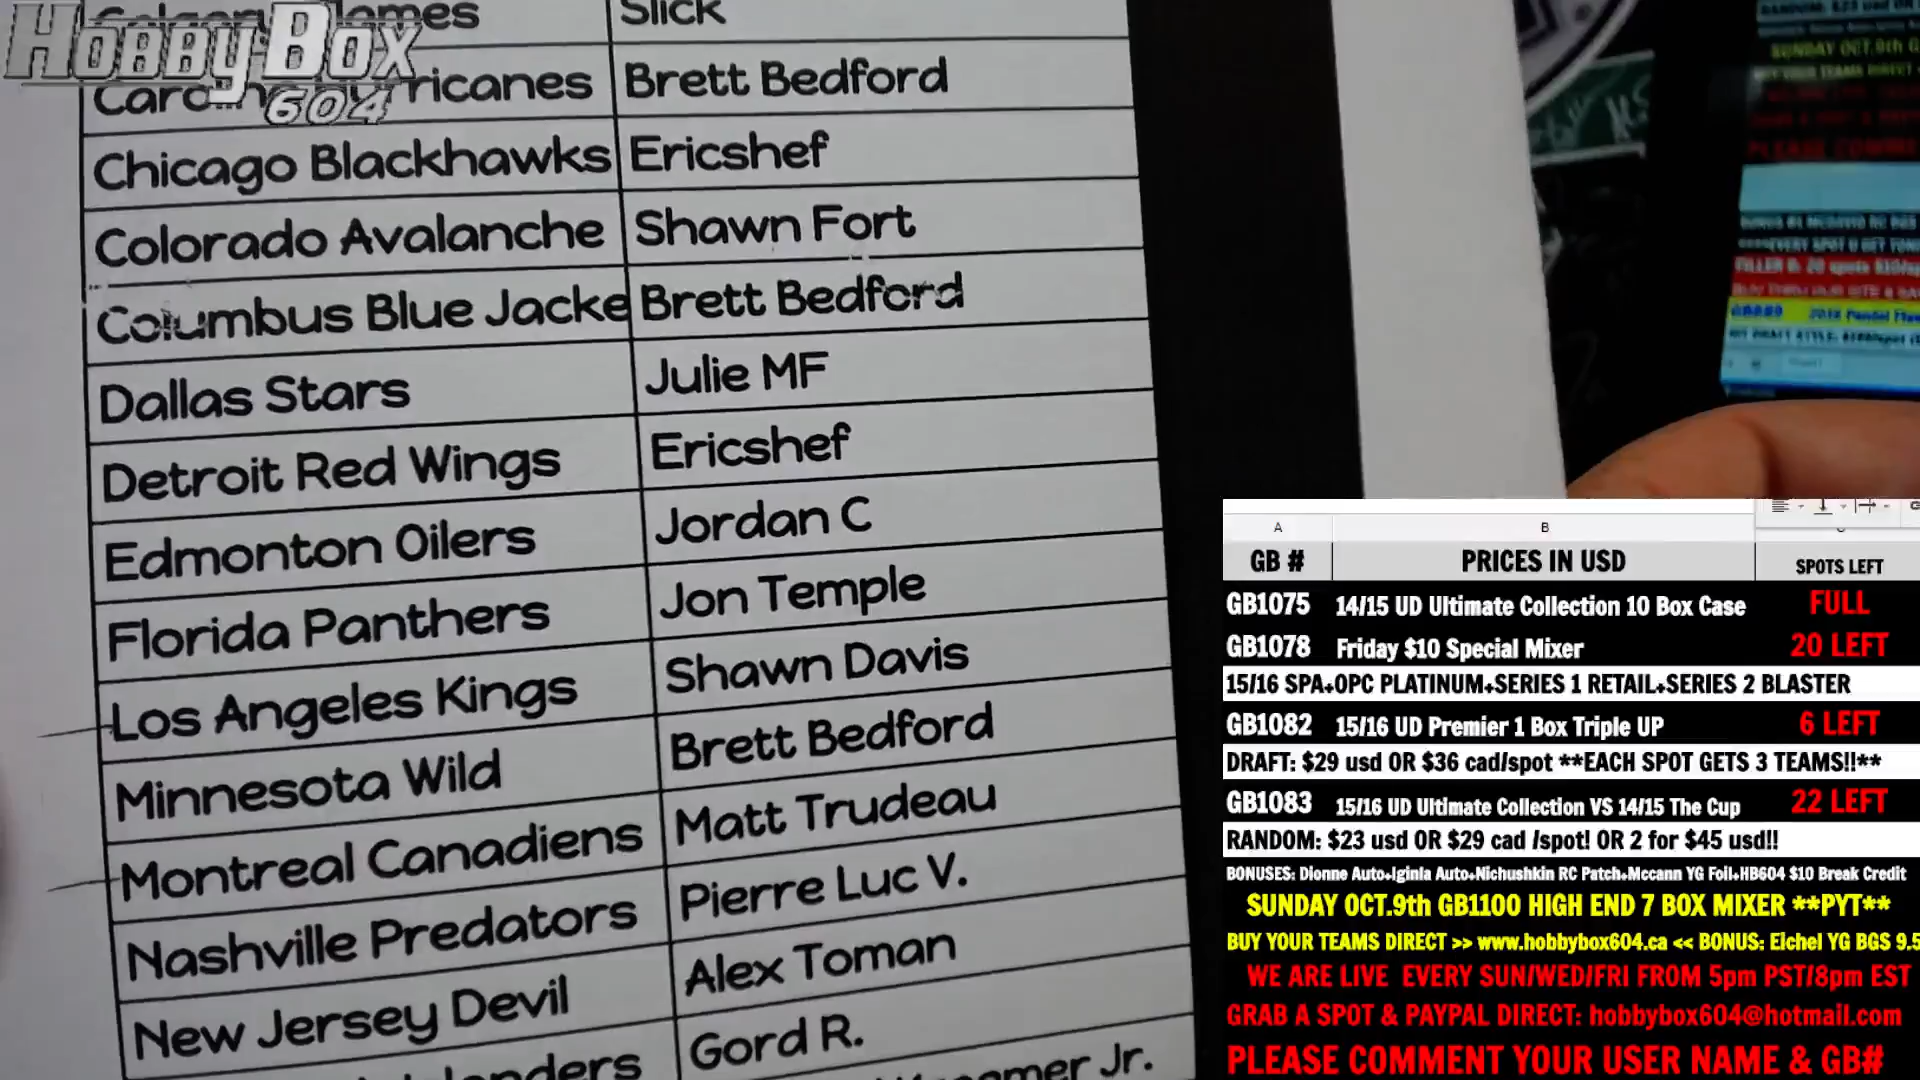 HOBBYBOX
604
Slick
Brett Bedford
Chicago Blackhawks Ericshef
Colorado Avalanche Shawn Fort
Columbus Blue Jacke Brett Bedford
Dallas Stars Julie MF
Detroit Red Wings Ericshef
Edmonton Oilers Jordan C
Florida Panthers Jon Temple
Los Angeles Kings Shawn Davis
Minnesota Wild Brett Bedford
Montreal Canadiens Matt Trudeau
Nashville Predators Pierre Luc V.
New Jersey Devil Alex Toman
Gord R.
Jr.
A B
GB # PRICES IN USD SPOTS LEFT
GB1075 14/15 UD Ultimate Collection 10 Box Case FULL
GB1078 Friday $10 Special Mixer 20 LEFT
15/16 SPA+OPC PLATINUM+SERIES 1 RETAIL+SERIES 2 BLASTER
GB1082 15/16 UD Premier 1 Box Triple UP 6 LEFT
DRAFT: $29 usd OR $36 cad/spot **EACH SPOT GETS 3 TEAMS!!**
GB1083 15/16 UD Ultimate Collection VS 14/15 The Cup 22 LEFT
RANDOM: $23 usd OR $29 cad /spot! OR 2 for $45 usd!!
BONUSES: Dionne Auto+Iginla Auto+Nichushkin RC Patch+Mccann YG Foil+HB604 $10 Break Credit
SUNDAY OCT.9th GB1100 HIGH END 7 BOX MIXER **PYT**
BUY YOUR TEAMS DIRECT >> www.hobbybox604.ca << BONUS: Eichel YG BGS 9.5
WE ARE LIVE EVERY SUN/WED/FRI FROM 5pm PST/8pm EST
GRAB A SPOT & PAYPAL DIRECT: hobbybox604@hotmail.com
PLEASE COMMENT YOUR USER NAME & GB#